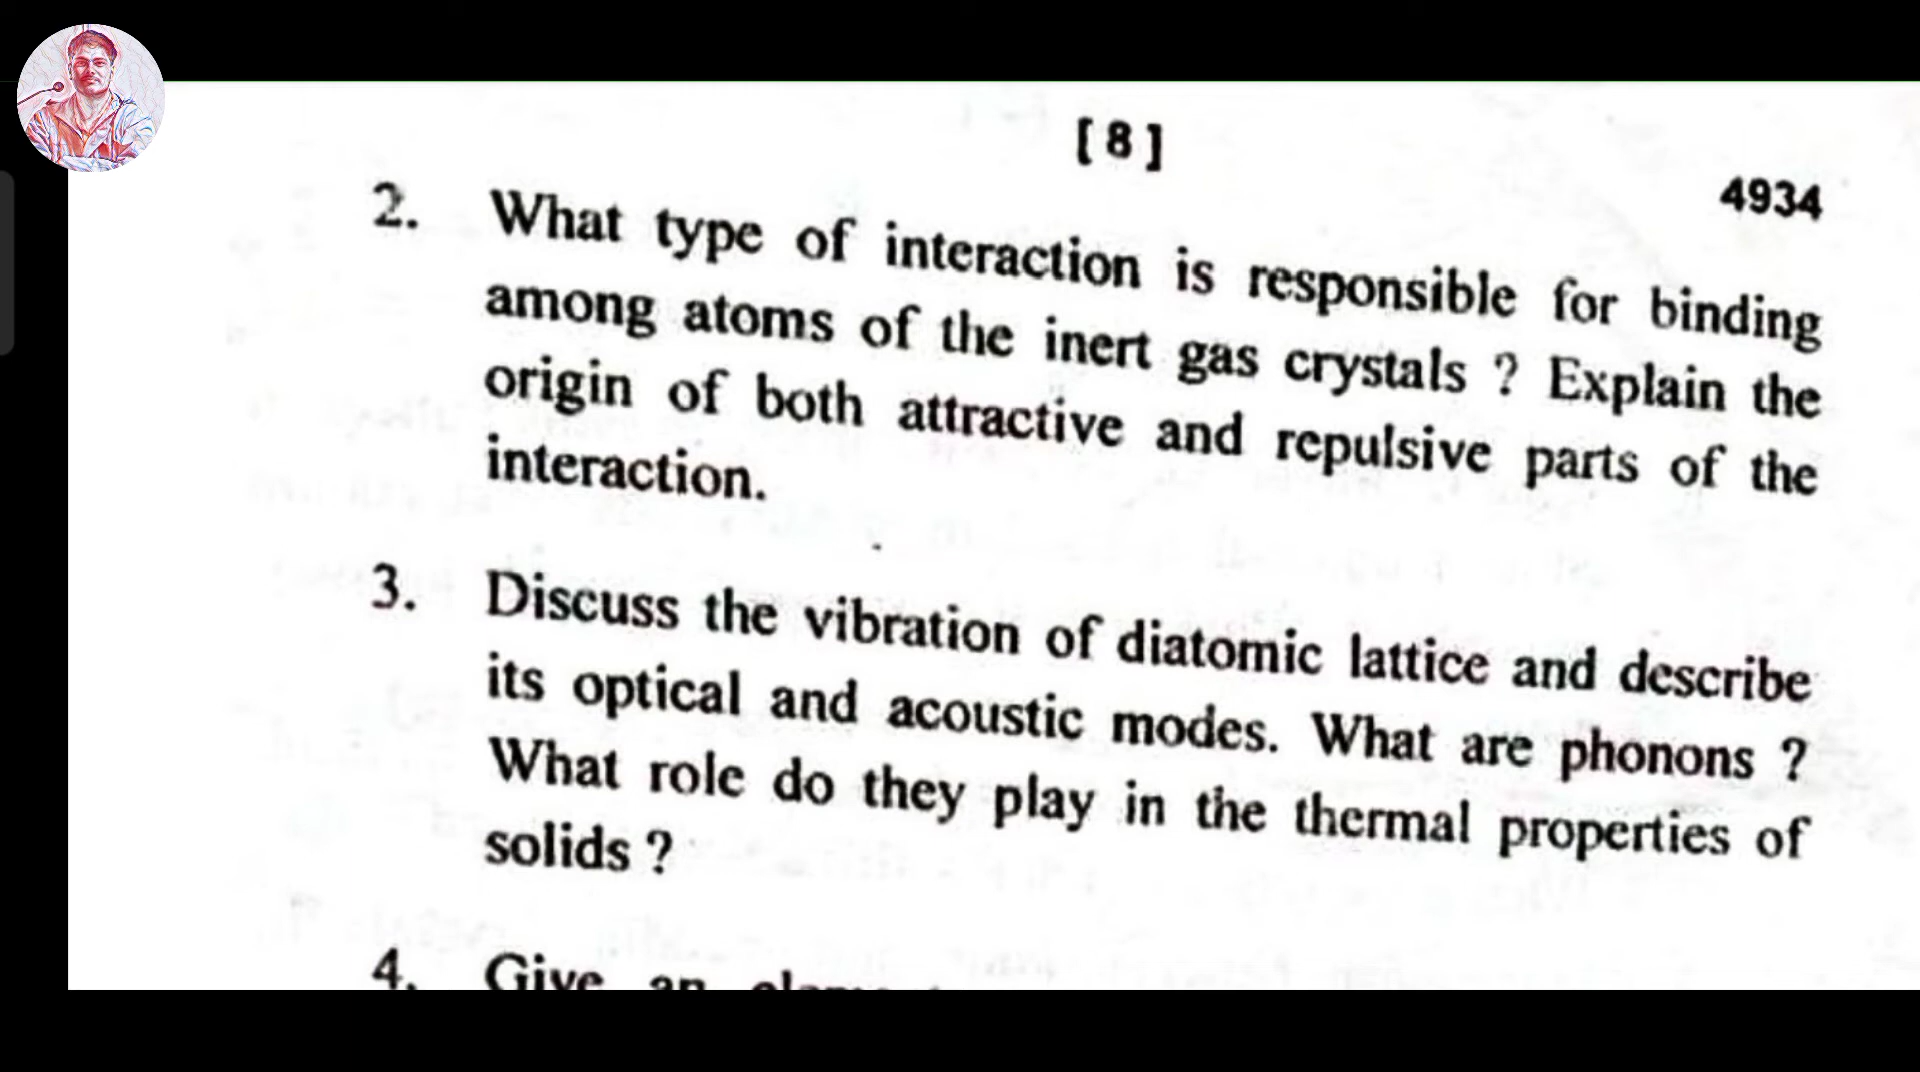 [ 8 ]
4934
2. What type of interaction is responsible for binding
among atoms of the inert gas crystals ? Explain the
origin of both attractive and repulsive parts of the
interaction.
3. Discuss the vibration of diatomic lattice and describe
its optical and acoustic modes. What are phonons ?
What role do they play in the thermal properties of
solids ?
4. Give an